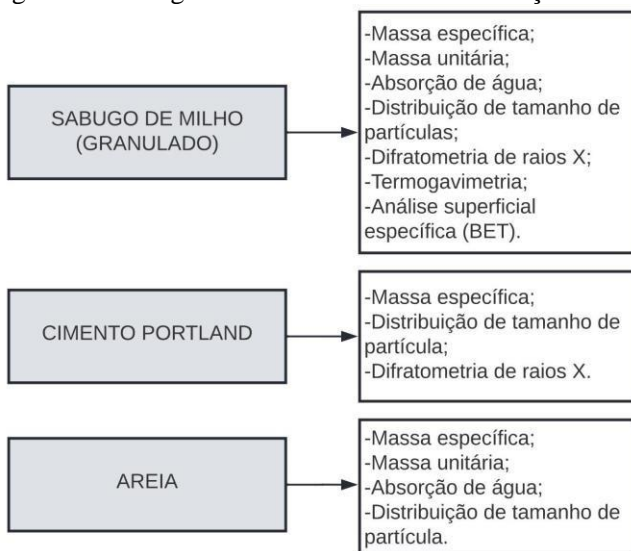 SABUGO DE MILHO
(GRANULADO)
-Massa específica;
-Massa unitária;
-Absorção de água;
-Distribuição de tamanho de
partículas;
-Difratometria de raios X;
-Termogavimetria;
-Análise superficial
específica (BET).
CIMENTO PORTLAND
-Massa específica;
-Distribuição de tamanho de
partícula;
-Difratometria de raios X.
AREIA
-Massa específica;
-Massa unitária;
-Absorção de água;
-Distribuição de tamanho de
partícula.